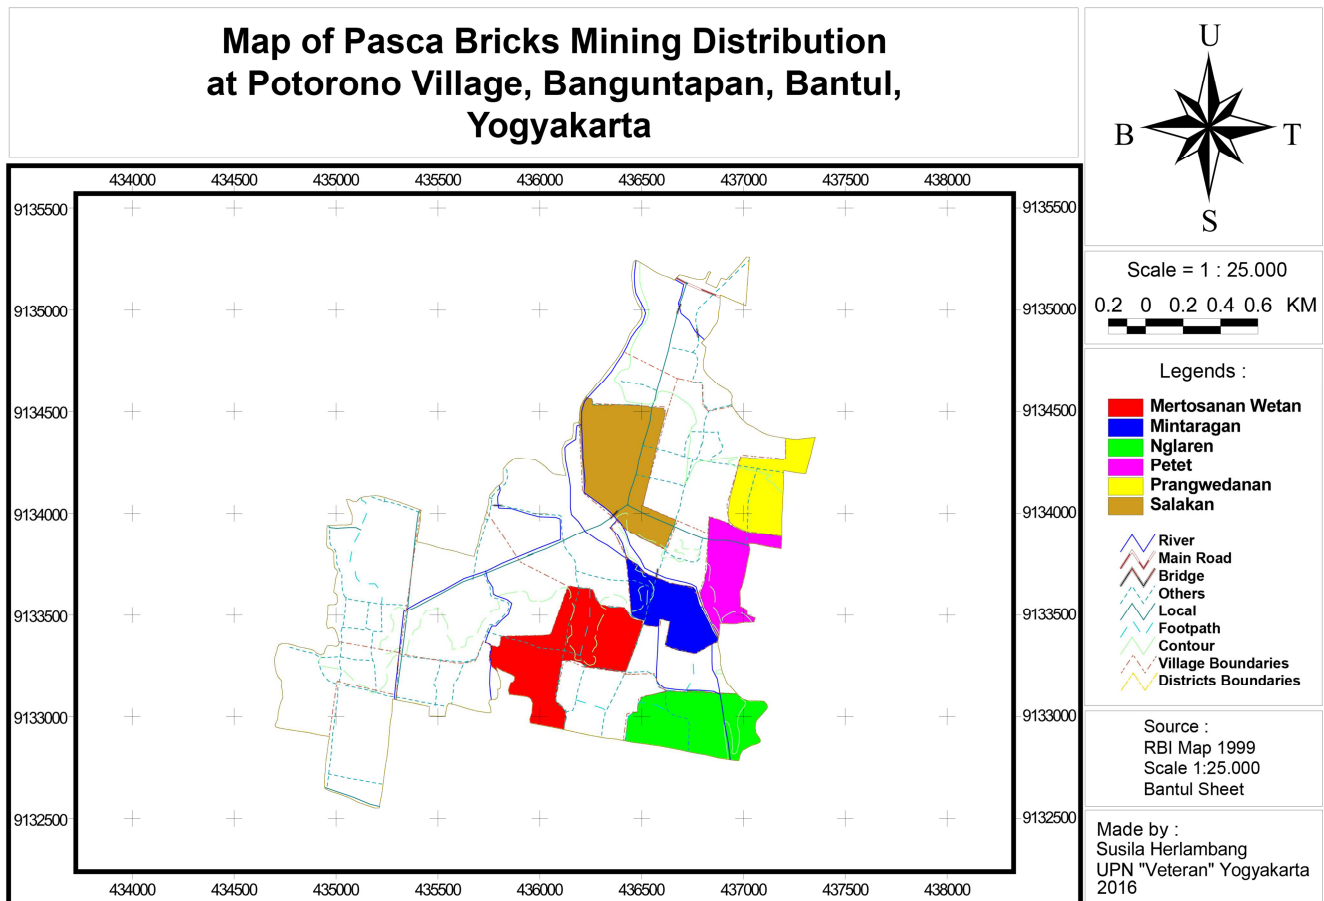 Map of Pasca Bricks Mining Distribution
at Potorono Village, Banguntapan, Bantul,
Yogyakarta
U
B
T
S
Scale = 1 : 25.000
0.2 0 0.2 0.4 0.6 KM
Legends :
Mertosanan Wetan
Mintaragan
Nglaren
Petet
Prangwedanan
Salakan
River
Main Road
Bridge
Others
Local
Footpath
Contour
Village Boundaries
Districts Boundaries
Source :
RBI Map 1999
Scale 1:25.000
Bantul Sheet
Made by :
Susila Herlambang
UPN "Veteran" Yogyakarta
2016
434000 434500 435000 435500 436000 436500 437000 437500 438000
9135500 9135500
9135000 9135000
9134500 9134500
9134000 9134000
9133500 9133500
9133000 9133000
9132500 9132500
434000 434500 435000 435500 436000 436500 437000 437500 438000